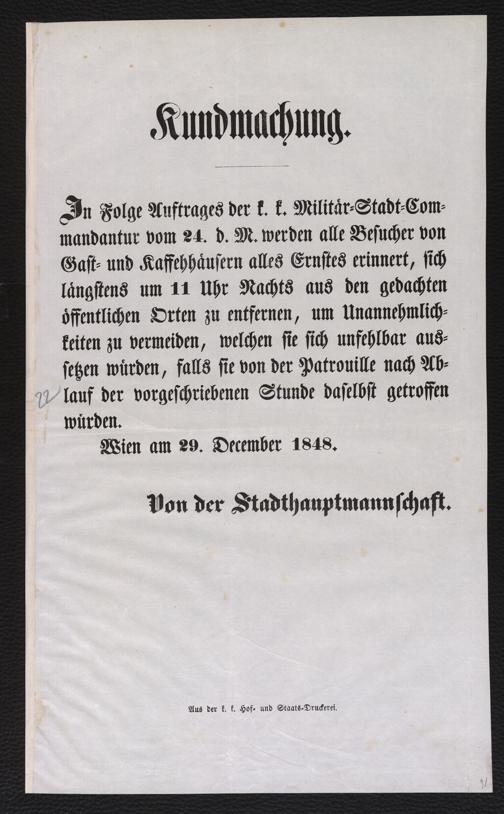 Kundmachung.
In Folge Auftrages der k. k. Militär-Stadt-Com-
mandantur vom 24. d. M. werden alle Besucher von
Gast- und Kaffehhäusern alles Ernstes erinnert, sich
längstens um 11 Uhr Nachts aus den gedachten
öffentlichen Orten zu entfernen, um Unannehmlich-
keiten zu vermeiden, welchen sie sich unfehlbar aus-
setzen würden, falls sie von der Patrouille nach Ab-
lauf der vorgeschriebenen Stunde daselbst getroffen
würden.
Wien am 29. December 1848.
Von der Stadthauptmannschaft.
Aus der k. k. Hof- und Staats-Druckerei.
22